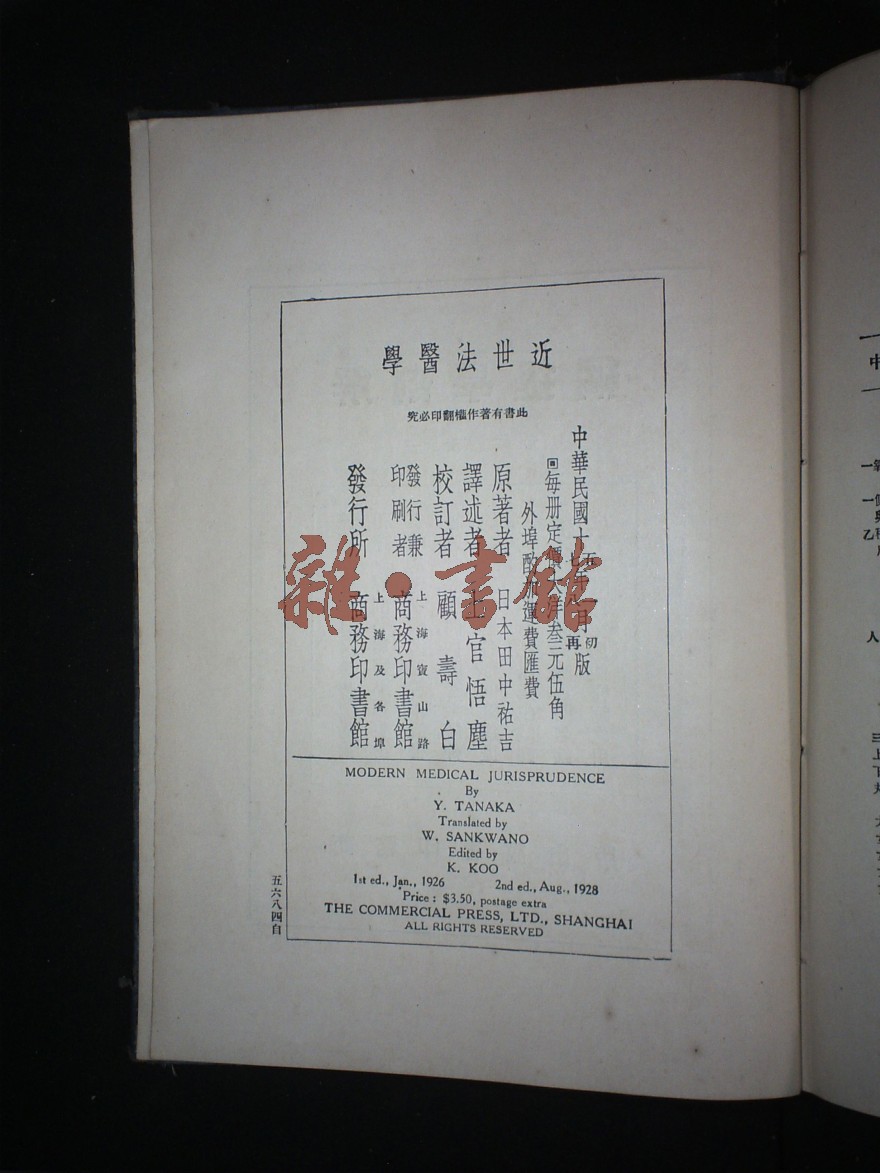 近世法醫學
此書有著作權翻印必究
中華民國十五
七年月初
再版
每冊定價大洋叁元伍角
外埠酌加運費匯費
原著者 日本田中祐吉
譯述者 上官悟塵
校訂者 顧壽白
發行兼
印刷者 上海寶山路
商務印書館
發行所 上海及各埠
商務印書館
雜·書館
MODERN MEDICAL JURISPRUDENCE
By
Y. TANAKA
Translated by
W. SANKWANO
Edited by
K. KOO
1st ed., Jan., 1926 2nd ed., Aug., 1928
Price : $3.50, postage extra
THE COMMERCIAL PRESS, LTD., SHANGHAI
ALL RIGHTS RESERVED
五六八四自